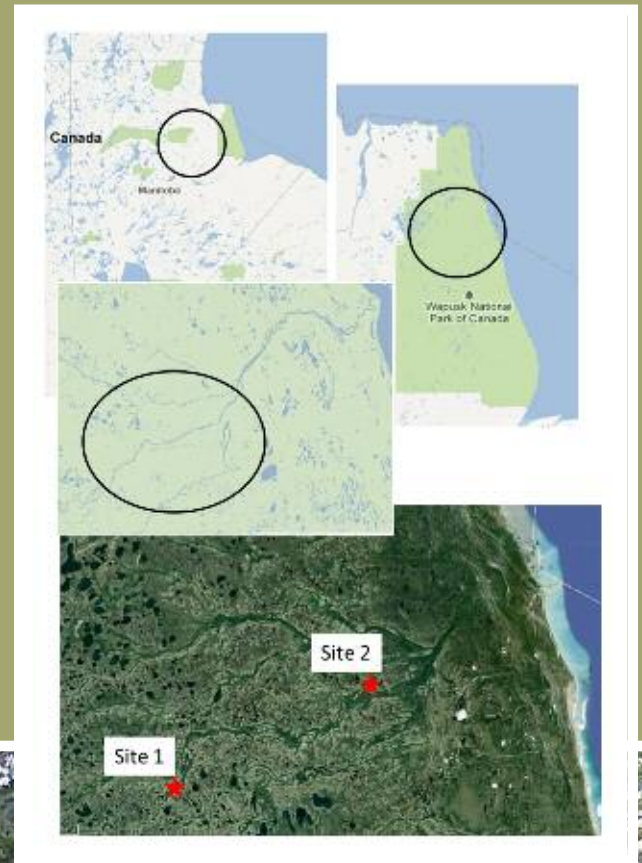 Canada
Manitoba
Wapusk National
Park of Canada
Site 2
Site 1